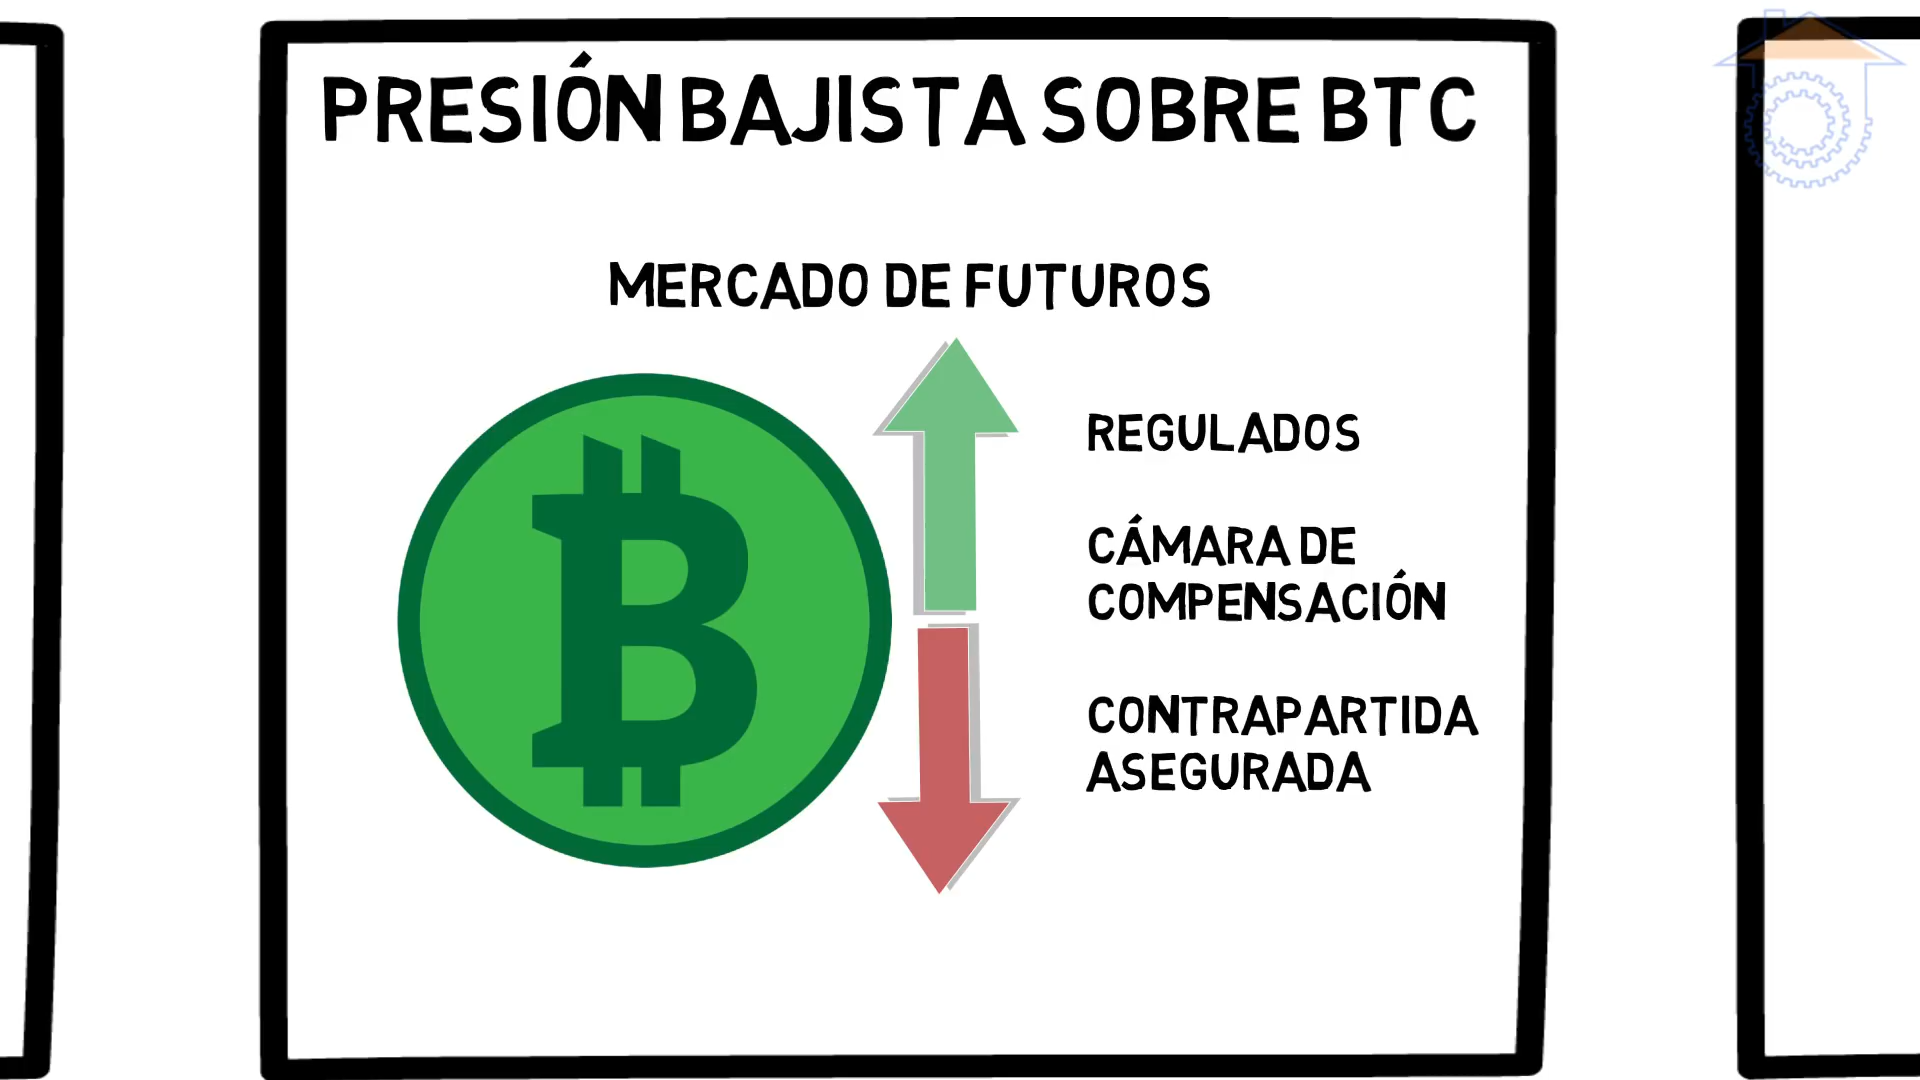 PRESIÓN BAJISTA SOBRE BTC
MERCADO DE FUTUROS
REGULADOS
CÁMARA DE
COMPENSACIÓN
CONTRAPARTIDA
ASEGURADA